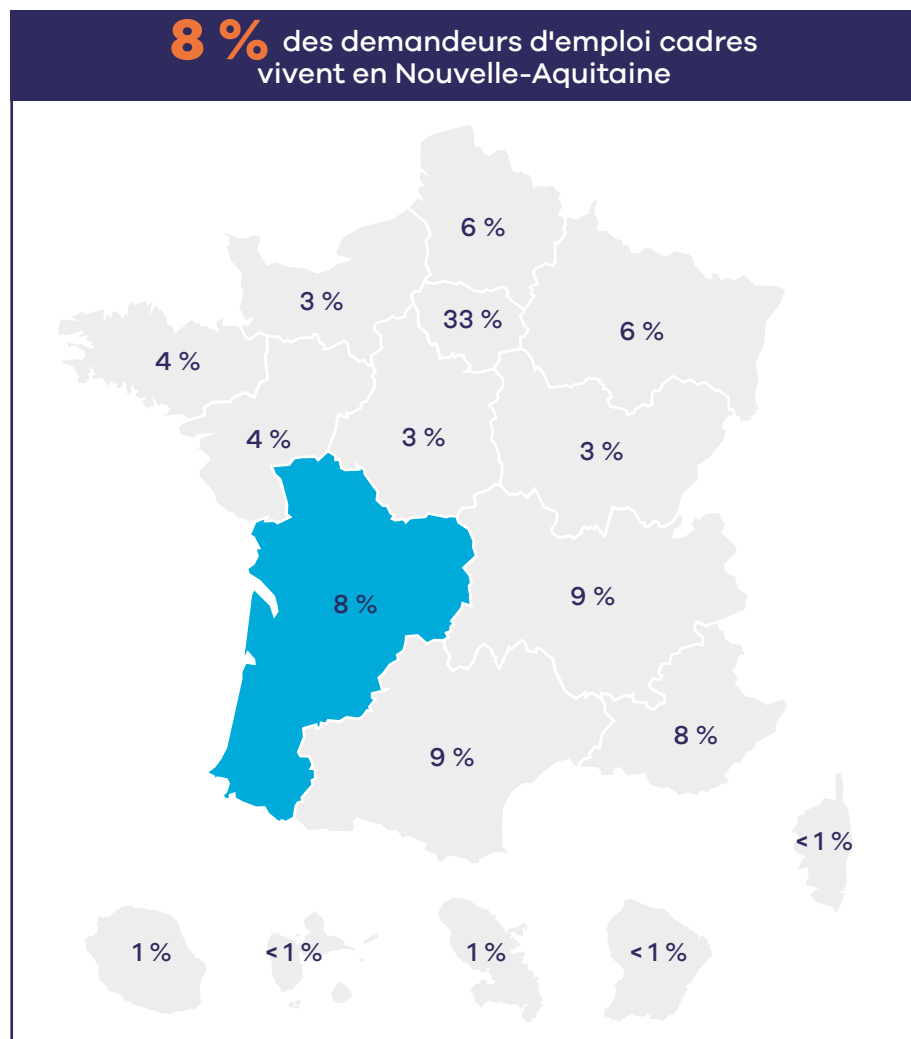 8 % des demandeurs d'emploi cadres
vivent en Nouvelle-Aquitaine
6 %
3 %
33 %
6 %
4 %
4 %
3 %
3 %
8 %
9 %
8 %
9 %
< 1 %
1 %
< 1 %
1 %
< 1 %